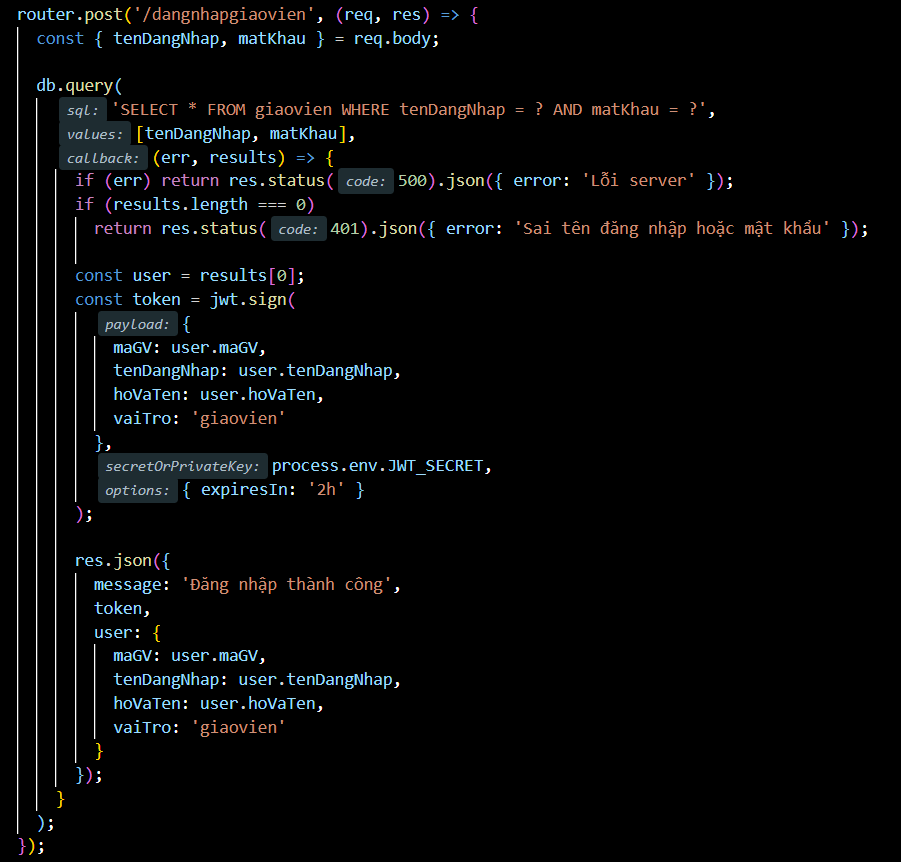 router.post('/dangnhapgiaovien', (req, res) => {
const { tenDangNhap, matKhau } = req.body;
db.query(
sql: 'SELECT * FROM giaovien WHERE tenDangNhap = ? AND matKhau = ?',
values: [tenDangNhap, matKhau],
callback: (err, results) => {
if (err) return res.status( code: 500).json({ error: 'Lỗi server' });
if (results.length === 0)
return res.status( code: 401).json({ error: 'Sai tên đăng nhập hoặc mật khẩu' });
const user = results[0];
const token = jwt.sign(
payload: {
maGV: user.maGV,
tenDangNhap: user.tenDangNhap,
hoVaTen: user.hoVaTen,
vaiTro: 'giaovien'
},
secretOrPrivateKey: process.env.JWT_SECRET,
options: { expiresIn: '2h' }
);
res.json({
message: 'Đăng nhập thành công',
token,
user: {
maGV: user.maGV,
tenDangNhap: user.tenDangNhap,
hoVaTen: user.hoVaTen,
vaiTro: 'giaovien'
}
});
}
);
});